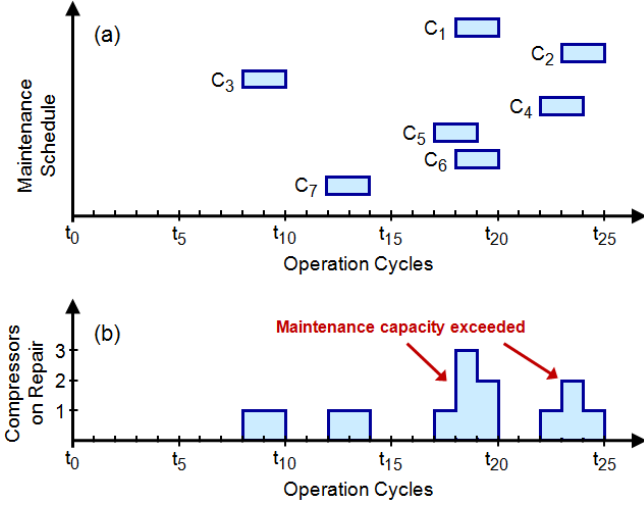 (a)
C1
C2
C3
C4
C5
C6
C7
Maintenance
Schedule
t0 t5 t10 t15 t20 t25
Operation Cycles
(b)
Maintenance capacity exceeded
Compressors
on Repair
3
2
1
t0 t5 t10 t15 t20 t25
Operation Cycles